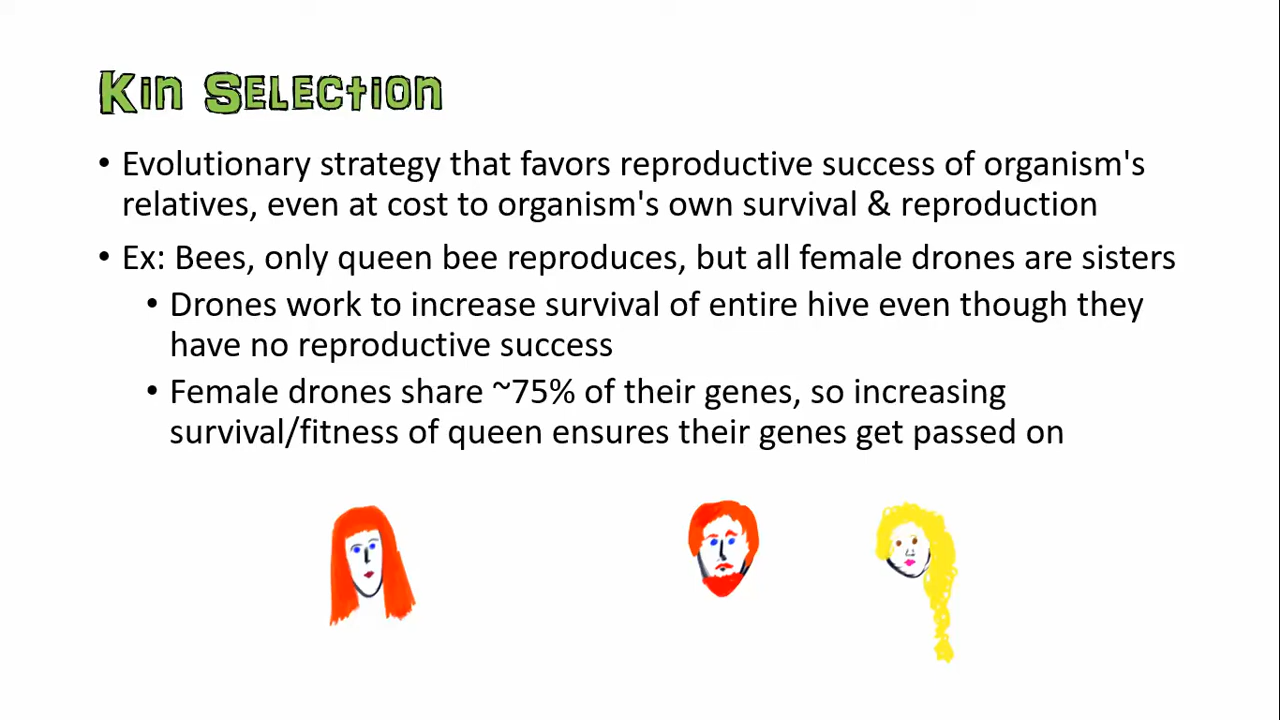 Kin Selection
• Evolutionary strategy that favors reproductive success of organism's
relatives, even at cost to organism's own survival & reproduction
• Ex: Bees, only queen bee reproduces, but all female drones are sisters
• Drones work to increase survival of entire hive even though they
have no reproductive success
• Female drones share ~75% of their genes, so increasing
survival/fitness of queen ensures their genes get passed on